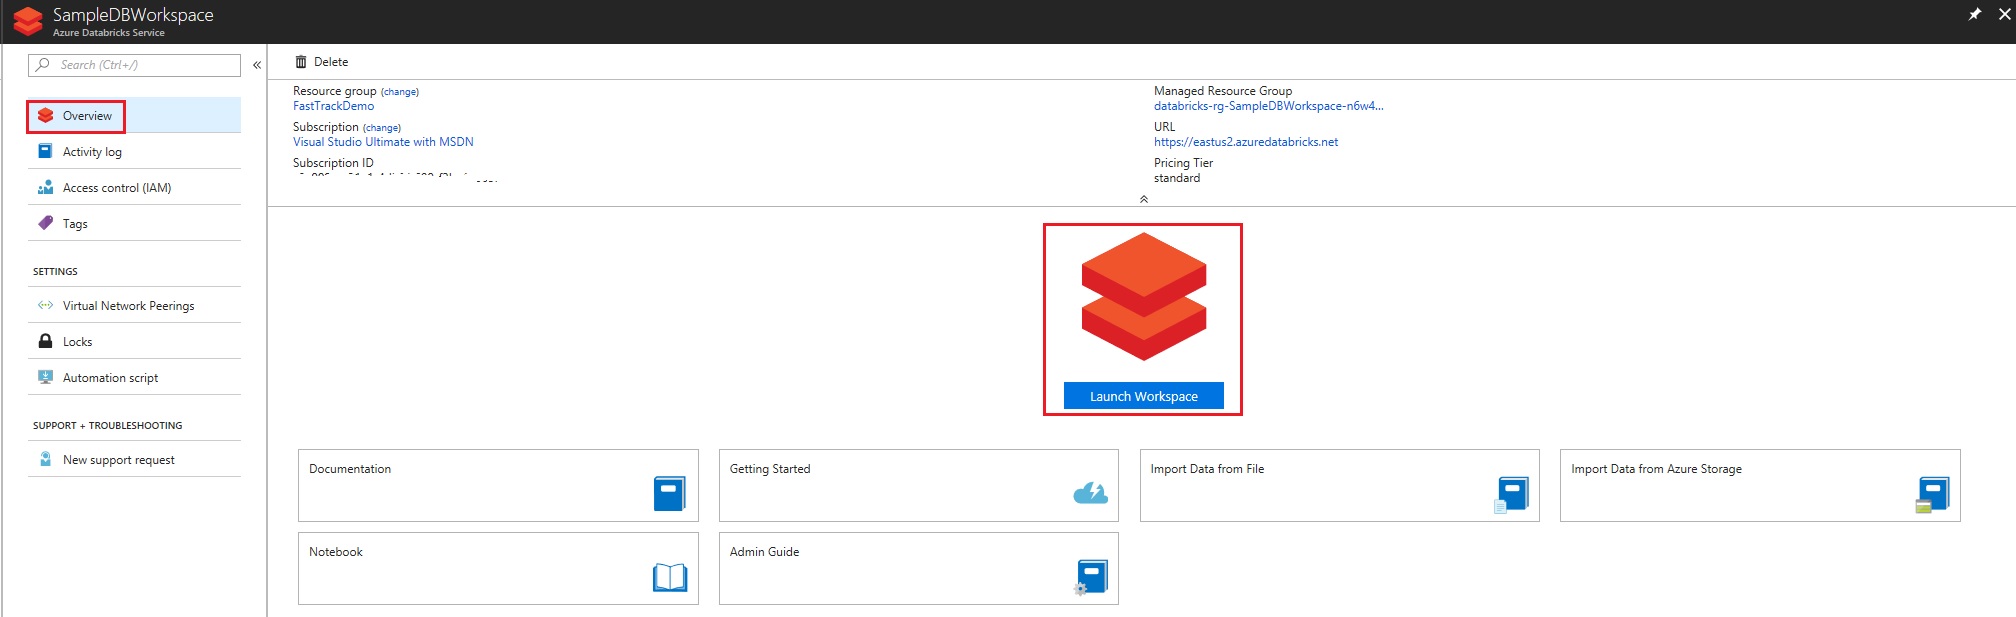 SampleDBWorkspace
Azure Databricks Service
Search (Ctrl+/)
«
Overview
Activity log
Access control (IAM)
Tags
SETTINGS
Virtual Network Peerings
Locks
Automation script
SUPPORT + TROUBLESHOOTING
New support request
Delete
Resource group (change)
FastTrackDemo
Subscription (change)
Visual Studio Ultimate with MSDN
Subscription ID
Managed Resource Group
databricks-rg-SampleDBWorkspace-n6w4...
URL
https://eastus2.azuredatabricks.net
Pricing Tier
standard
Launch Workspace
Documentation
Getting Started
Import Data from File
Import Data from Azure Storage
Notebook
Admin Guide